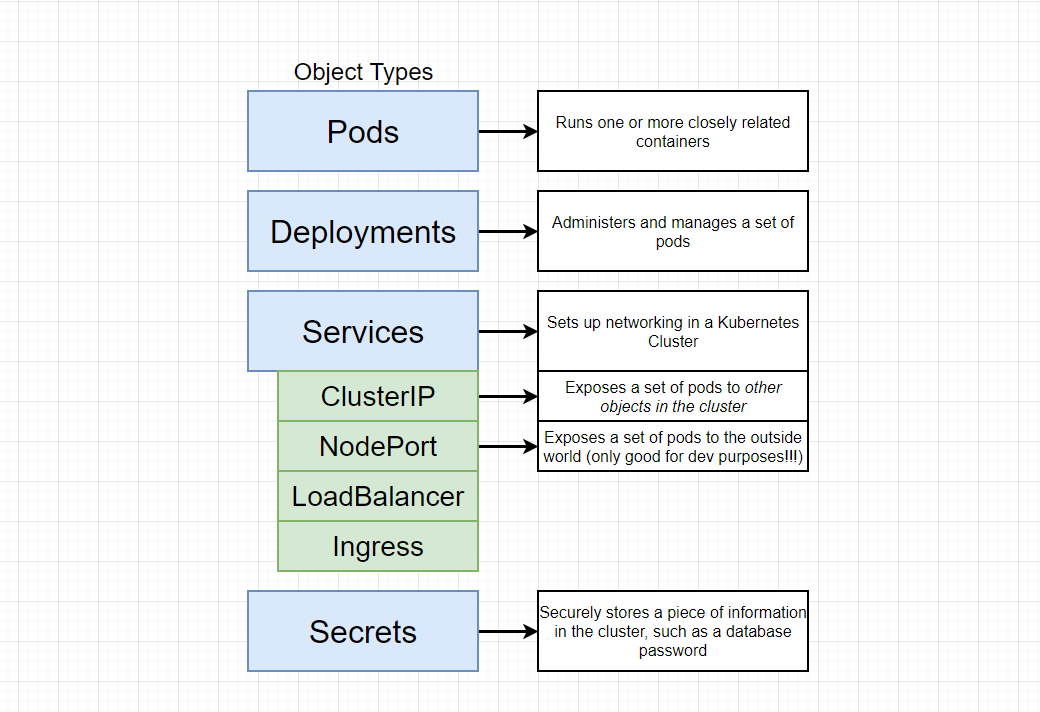 Object Types
Pods
Runs one or more closely related
containers
Deployments
Administers and manages a set of
pods
Services
Sets up networking in a Kubernetes
Cluster
ClusterIP
Exposes a set of pods to other
objects in the cluster
NodePort
Exposes a set of pods to the outside
world (only good for dev purposes!!!)
LoadBalancer
Ingress
Secrets
Securely stores a piece of information
in the cluster, such as a database
password